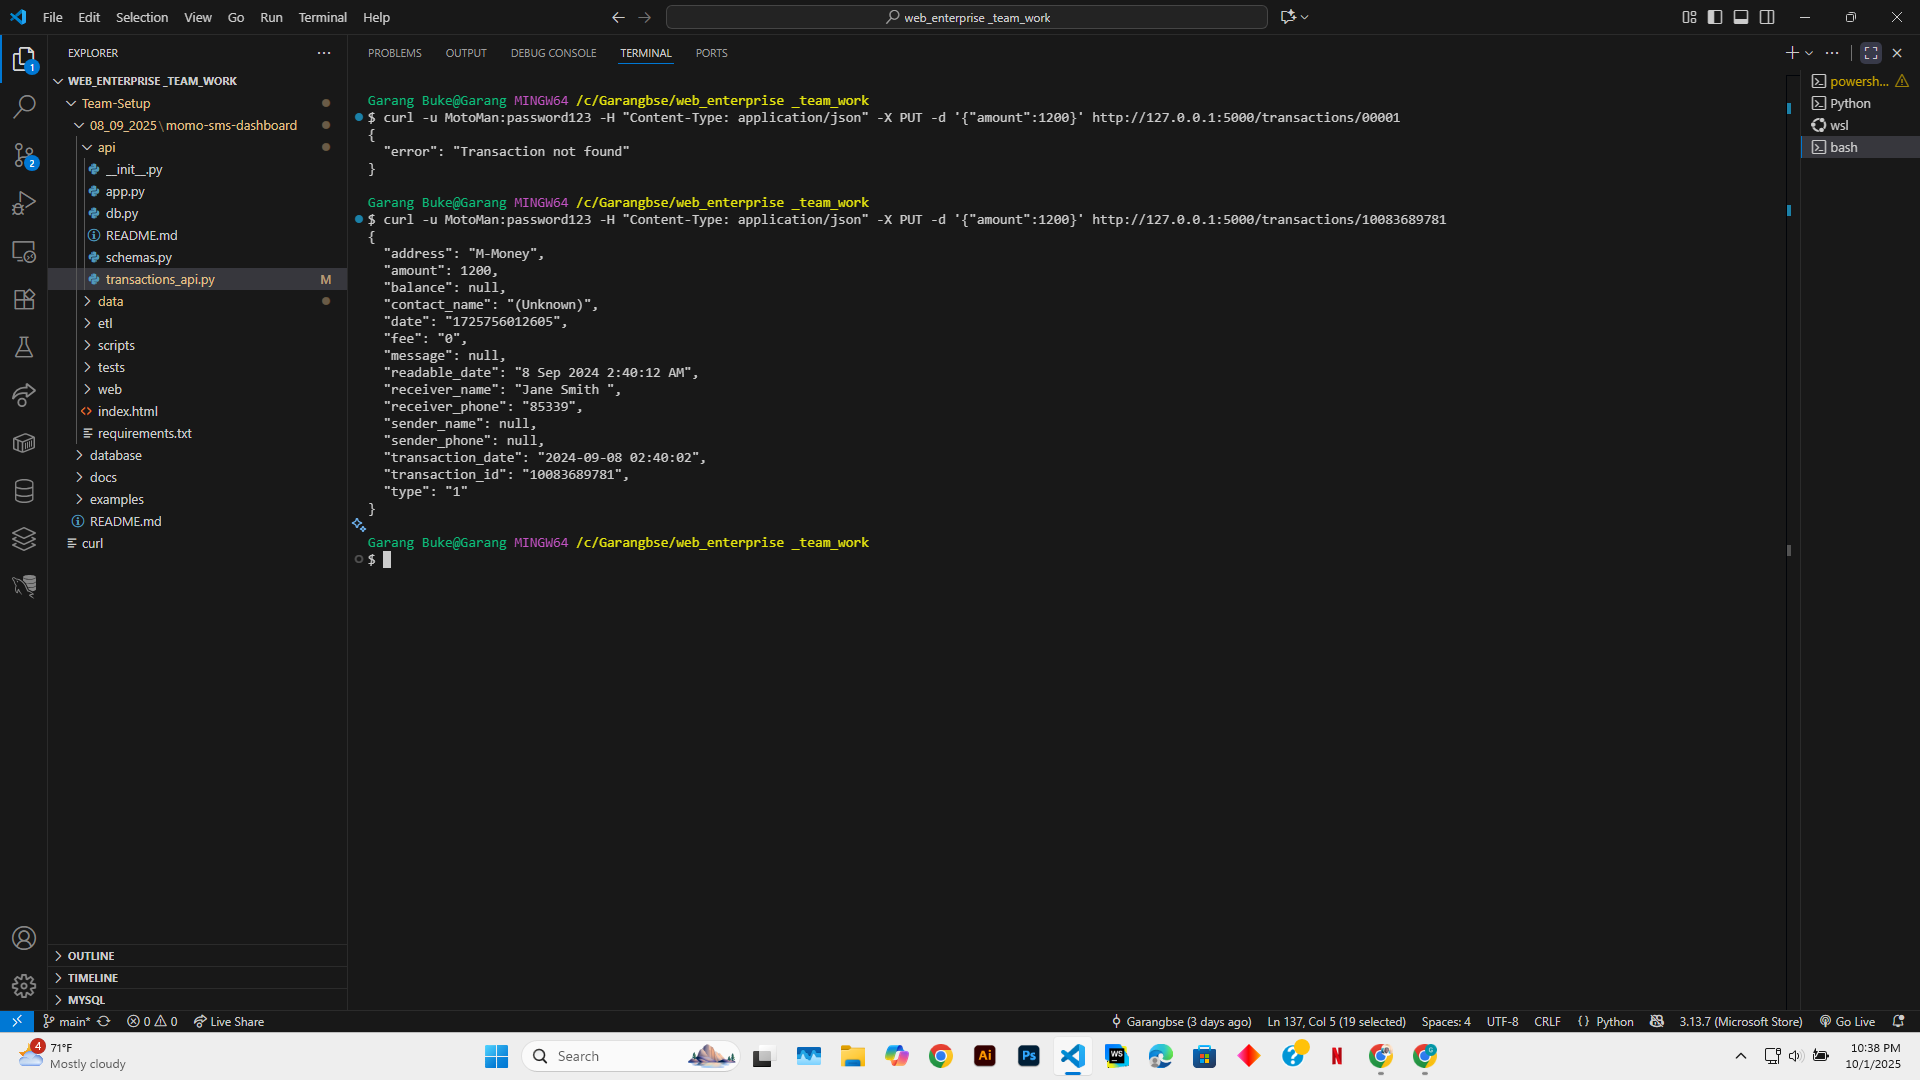 File Edit Selection View Go Run Terminal Help
web_enterprise _team_work
EXPLORER
WEB_ENTERPRISE _TEAM_WORK
Team-Setup
08_09_2025 \ momo-sms-dashboard
api
__init__.py
app.py
db.py
README.md
schemas.py
transactions_api.py M
data
etl
scripts
tests
web
index.html
requirements.txt
database
docs
examples
README.md
curl
OUTLINE
TIMELINE
MYSQL
1
2
PROBLEMS OUTPUT DEBUG CONSOLE TERMINAL PORTS
Garang Buke@Garang MINGW64 /c/Garangbse/web_enterprise _team_work
$ curl -u MotoMan:password123 -H "Content-Type: application/json" -X PUT -d '{"amount":1200}' http://127.0.0.1:5000/transactions/00001
{
"error": "Transaction not found"
}
Garang Buke@Garang MINGW64 /c/Garangbse/web_enterprise _team_work
$ curl -u MotoMan:password123 -H "Content-Type: application/json" -X PUT -d '{"amount":1200}' http://127.0.0.1:5000/transactions/10083689781
{
"address": "M-Money",
"amount": 1200,
"balance": null,
"contact_name": "(Unknown)",
"date": "1725756012605",
"fee": "0",
"message": null,
"readable_date": "8 Sep 2024 2:40:12 AM",
"receiver_name": "Jane Smith ",
"receiver_phone": "85339",
"sender_name": null,
"sender_phone": null,
"transaction_date": "2024-09-08 02:40:02",
"transaction_id": "10083689781",
"type": "1"
}
Garang Buke@Garang MINGW64 /c/Garangbse/web_enterprise _team_work
$
powersh...
Python
wsl
bash
main* 0 0 Live Share
Garangbse (3 days ago) Ln 137, Col 5 (19 selected) Spaces: 4 UTF-8 CRLF {} Python 3.13.7 (Microsoft Store) Go Live
4
71°F
Mostly cloudy
Search
Ai
Ps
WS
N
10:38 PM
10/1/2025